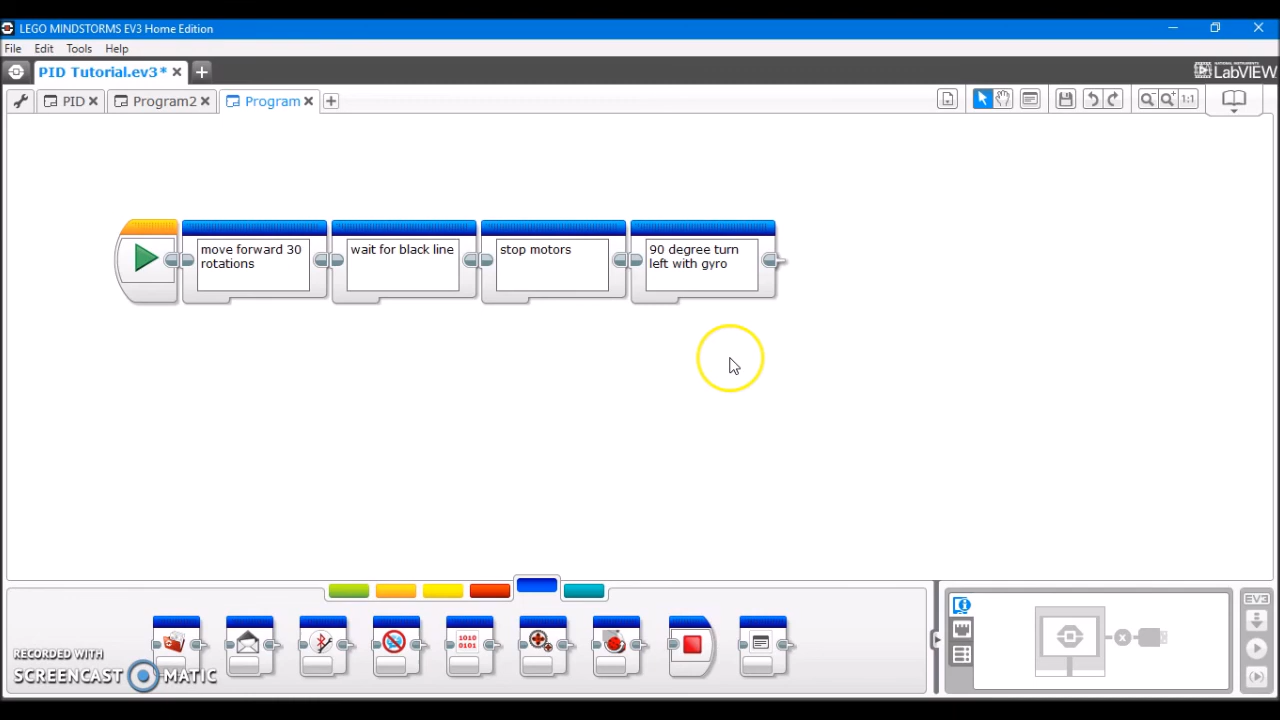 LEGO MINDSTORMS EV3 Home Edition
File Edit Tools Help
PID Tutorial.ev3*
LabVIEW
PID Program2 Program
1:1
move forward 30
rotations
wait for black line
stop motors
90 degree turn
left with gyro
EV3
1010
0101
RECORDED WITH
SCREENCAST MATIC